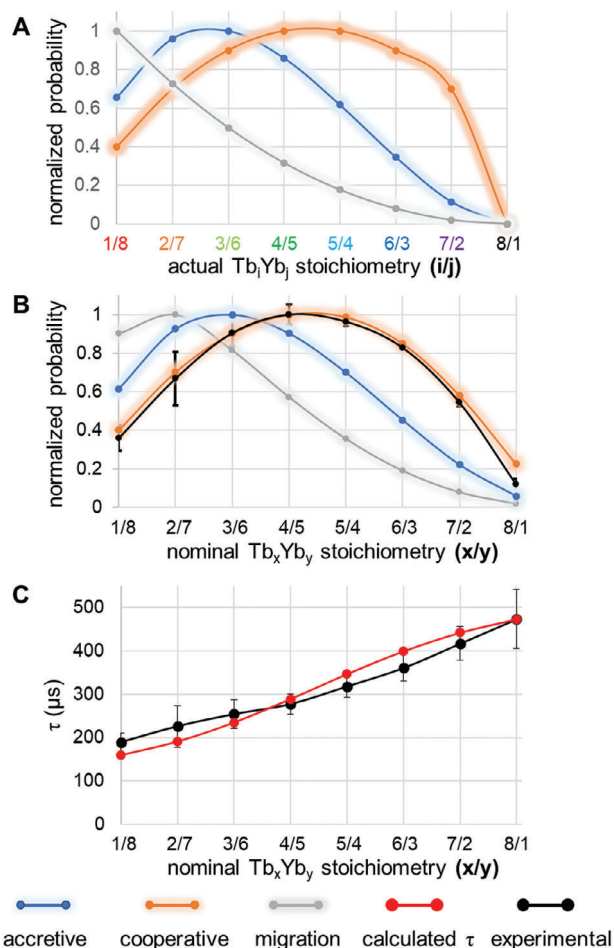 A
normalized probability
1
0.8
0.6
0.4
0.2
0
1/8 2/7 3/6 4/5 5/4 6/3 7/2 8/1
actual TbᵢYbⱼ stoichiometry (i/j)
B
normalized probability
1
0.8
0.6
0.4
0.2
0
1/8 2/7 3/6 4/5 5/4 6/3 7/2 8/1
nominal TbₓYbᵧ stoichiometry (x/y)
C
τ (µs)
500
400
300
200
100
0
1/8 2/7 3/6 4/5 5/4 6/3 7/2 8/1
nominal TbₓYbᵧ stoichiometry (x/y)
accretive cooperative migration calculated τ experimental